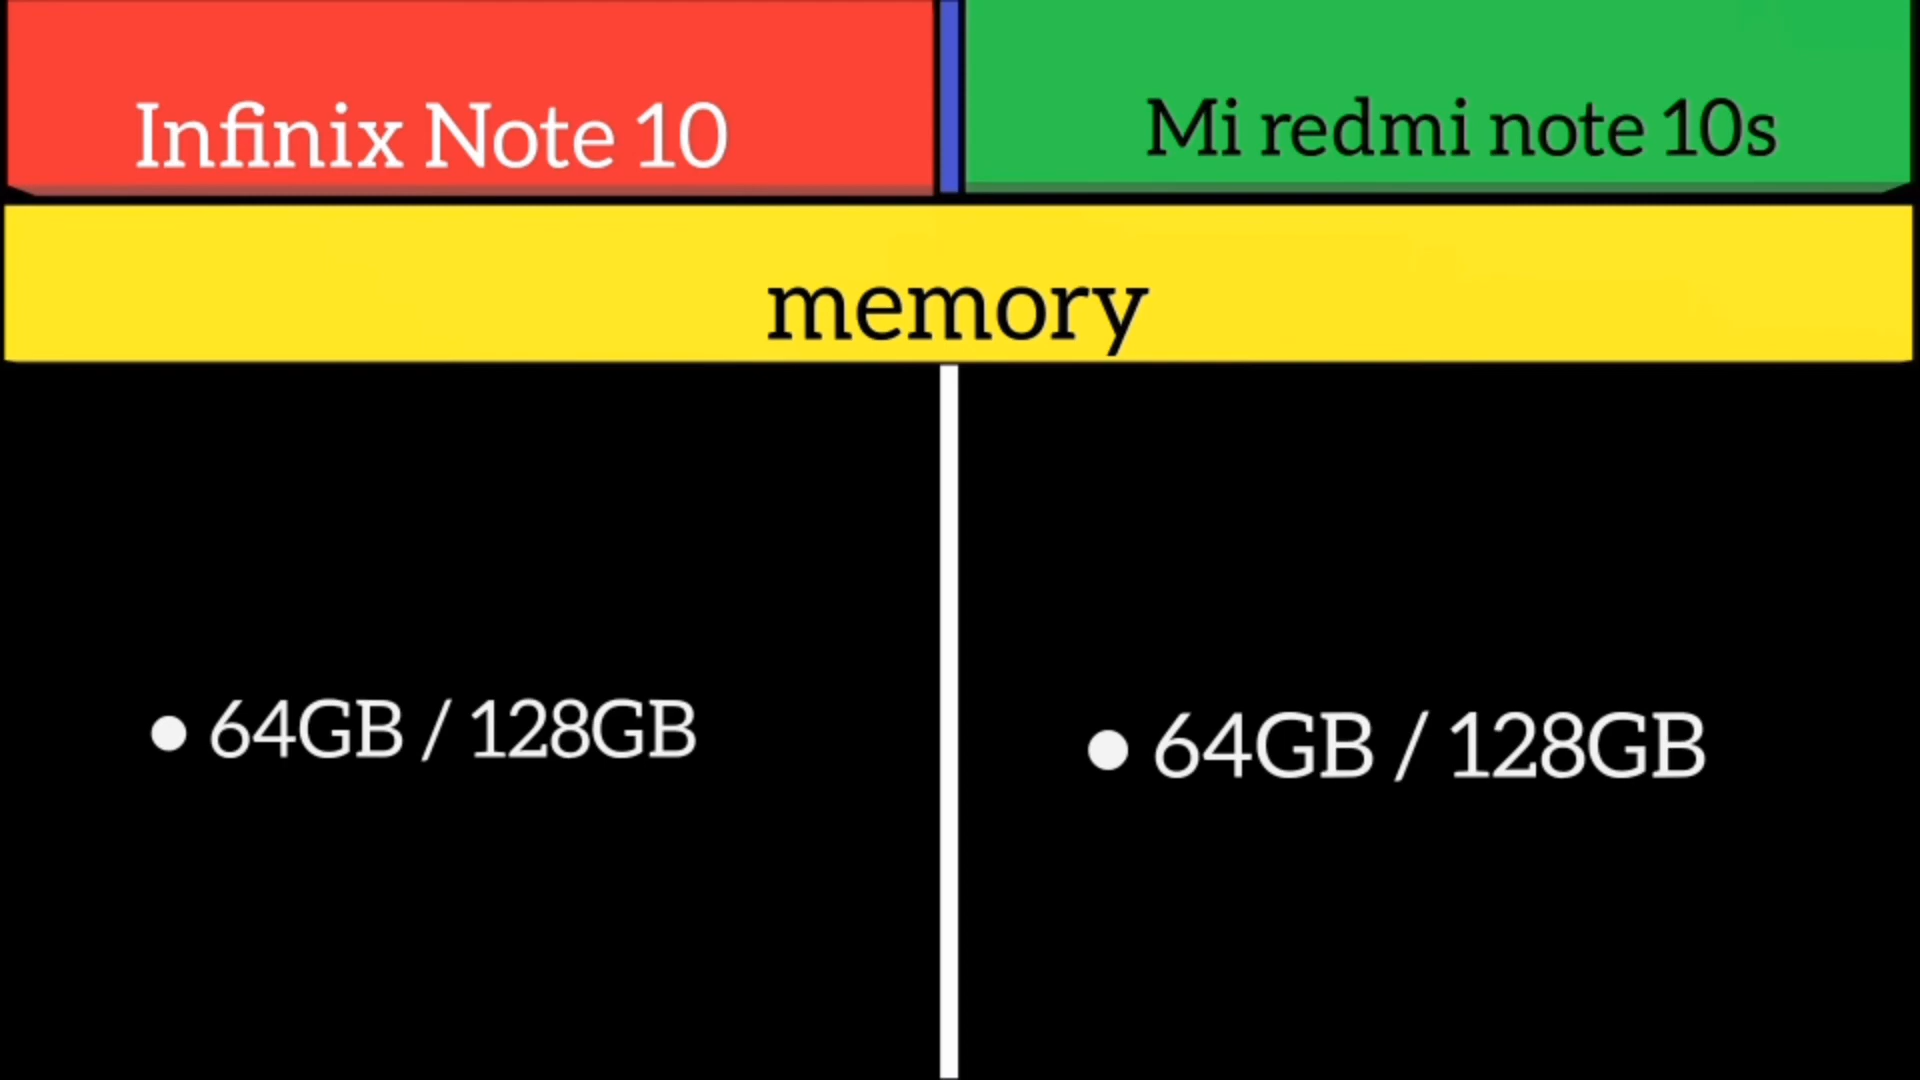 Infinix Note 10
Mi redmi note 10s
memory
● 64GB / 128GB
● 64GB / 128GB